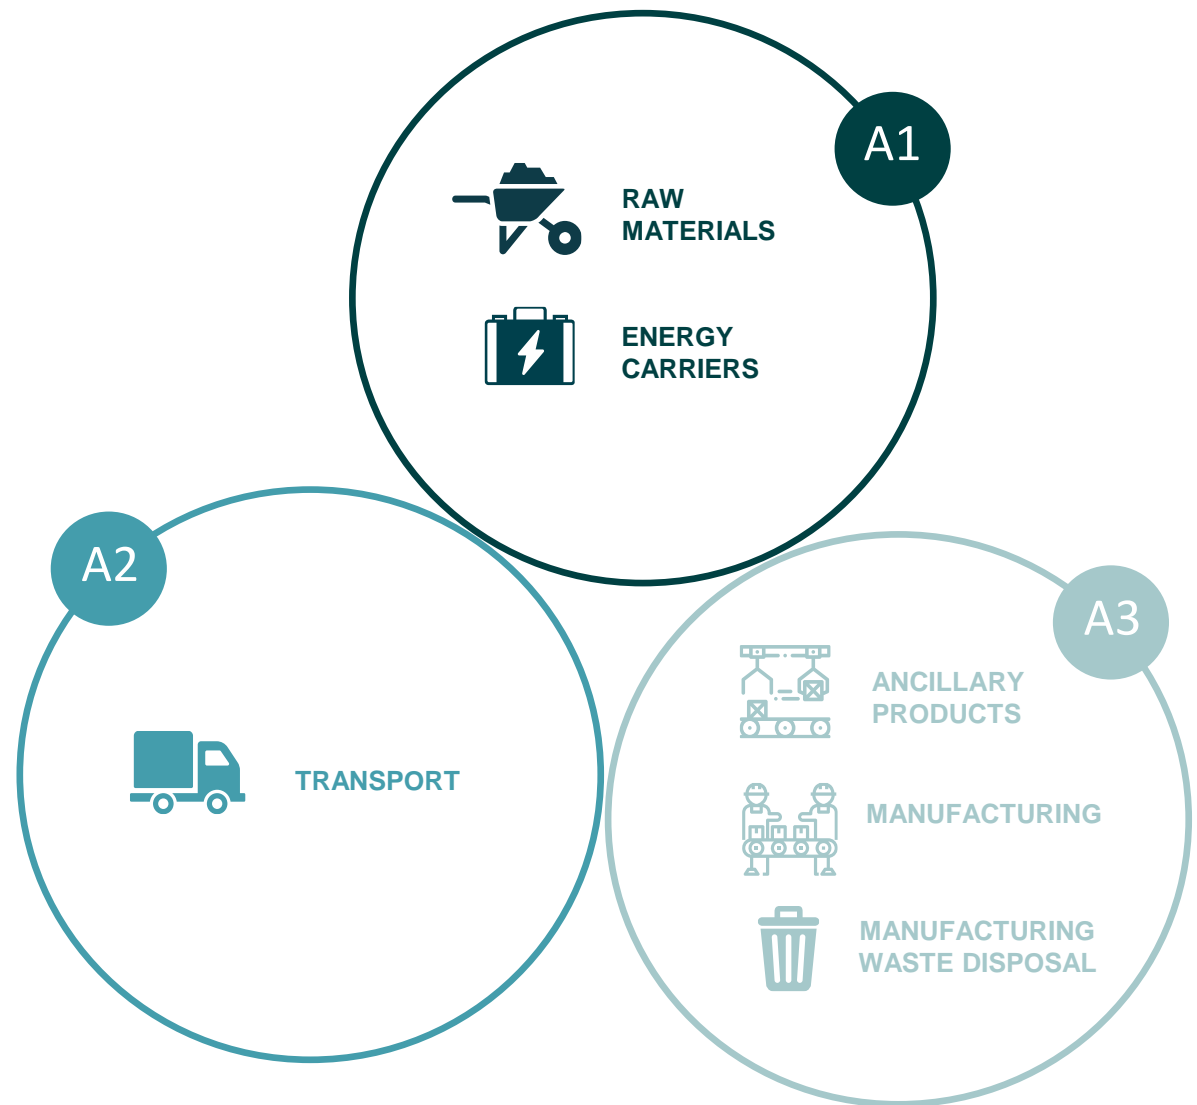 A1
RAW
MATERIALS
ENERGY
CARRIERS
A2
TRANSPORT
A3
ANCILLARY
PRODUCTS
MANUFACTURING
MANUFACTURING
WASTE DISPOSAL